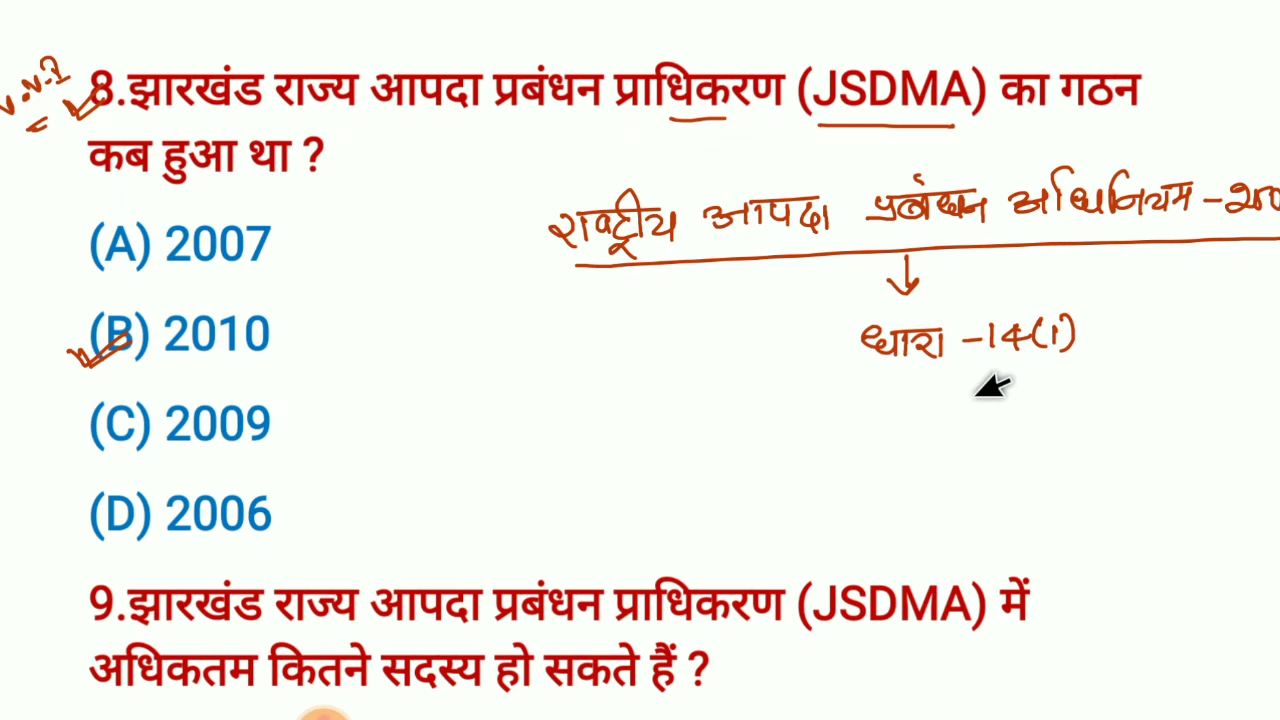 v.v.?
8.झारखंड राज्य आपदा प्रबंधन प्राधिकरण (JSDMA) का गठन
कब हुआ था ?
राष्ट्रीय आपदा प्रबंधन अधिनियम-200
(A) 2007
धारा -14(1)
(B) 2010
(C) 2009
(D) 2006
9.झारखंड राज्य आपदा प्रबंधन प्राधिकरण (JSDMA) में
अधिकतम कितने सदस्य हो सकते हैं ?